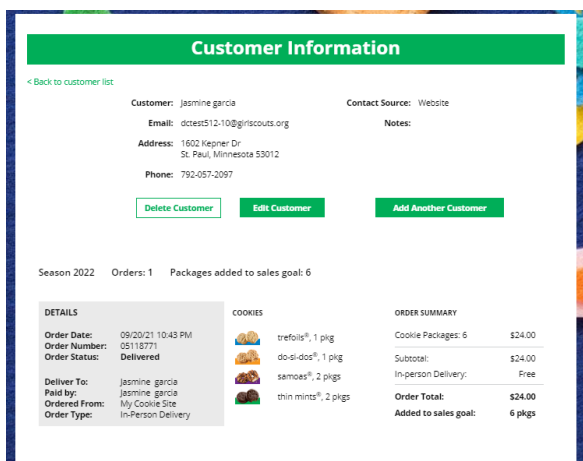 Customer Information
< Back to customer list
Customer: Jasmine garcia
Contact Source: Website
Email: dctest512-10@girlscouts.org
Notes:
Address: 1602 Kepner Dr
St. Paul, Minnesota 53012
Phone: 792-057-2097
Delete Customer
Edit Customer
Add Another Customer
Season 2022 Orders: 1 Packages added to sales goal: 6
DETAILS
Order Date: 09/20/21 10:43 PM
Order Number: 05118771
Order Status: Delivered
Deliver To: Jasmine garcia
Paid by: Jasmine garcia
Ordered From: My Cookie Site
Order Type: In-Person Delivery
COOKIES
trefoils®, 1 pkg
do-si-dos®, 1 pkg
samoas®, 2 pkgs
thin mints®, 2 pkgs
ORDER SUMMARY
Cookie Packages: 6 $24.00
Subtotal: $24.00
In-person Delivery: Free
Order Total: $24.00
Added to sales goal: 6 pkgs